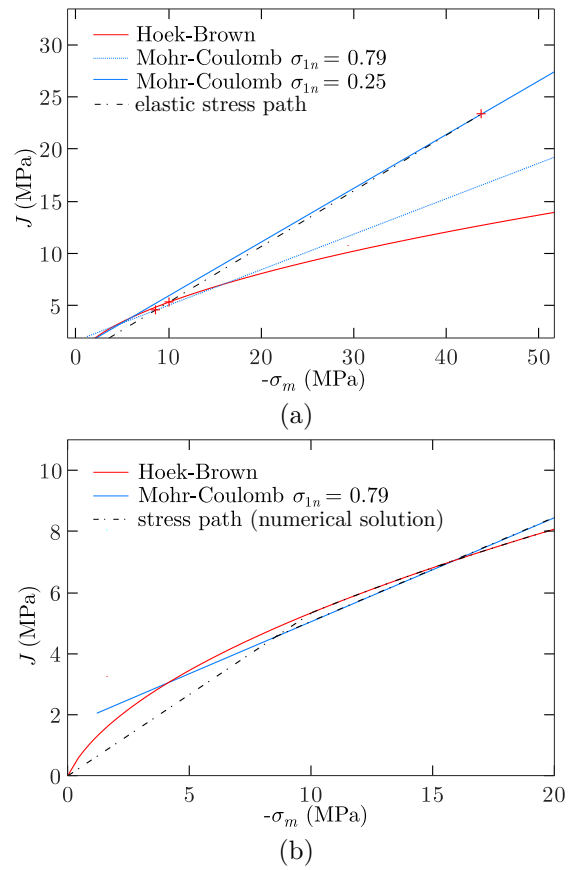 Hoek-Brown
Mohr-Coulomb σ1n = 0.79
Mohr-Coulomb σ1n = 0.25
elastic stress path
30
25
20
15
10
5
J (MPa)
0 10 20 30 40 50
-σm (MPa)
(a)
Hoek-Brown
Mohr-Coulomb σ1n = 0.79
stress path (numerical solution)
10
8
6
4
2
0
J (MPa)
0 5 10 15 20
-σm (MPa)
(b)